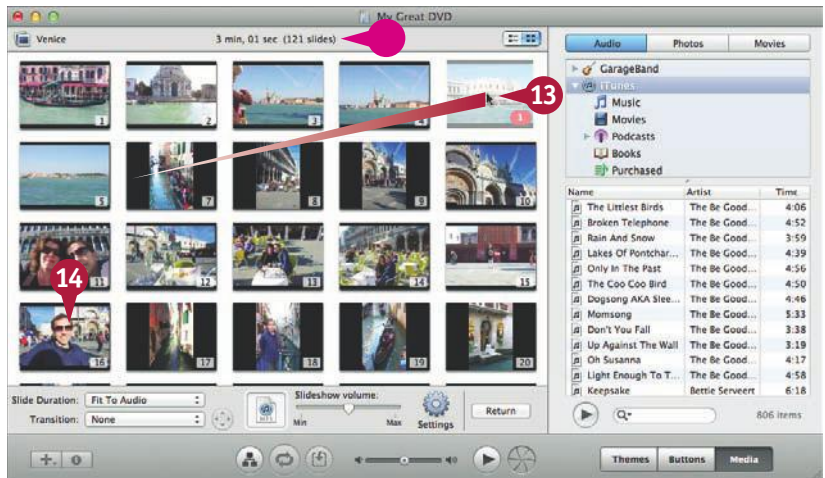 My Great DVD
Venice
3 min, 01 sec (121 slides)
1
2
3
4
13
1
5
7
8
9
10
11
12
13
14
15
14
16
17
18
19
20
Slide Duration:
Fit To Audio
Transition:
None
Slideshow volume:
Min
Max
Settings
Return
Audio
Photos
Movies
GarageBand
iTunes
Music
Movies
Podcasts
Books
Purchased
Name Artist Time
The Littlest Birds The Be Good... 4:06
Broken Telephone The Be Good... 4:52
Rain And Snow The Be Good... 3:59
Lakes Of Pontchar... The Be Good... 4:39
Only In The Past The Be Good... 4:56
The Coo Coo Bird The Be Good... 4:50
Dogsong AKA Slee... The Be Good... 4:46
Momsong The Be Good... 5:33
Don't You Fall The Be Good... 3:38
Up Against The Wall The Be Good... 3:19
Oh Susanna The Be Good... 4:17
Light Enough To T... The Be Good... 4:58
Keepsake Bettie Serveert 6:18
806 items
Themes
Buttons
Media